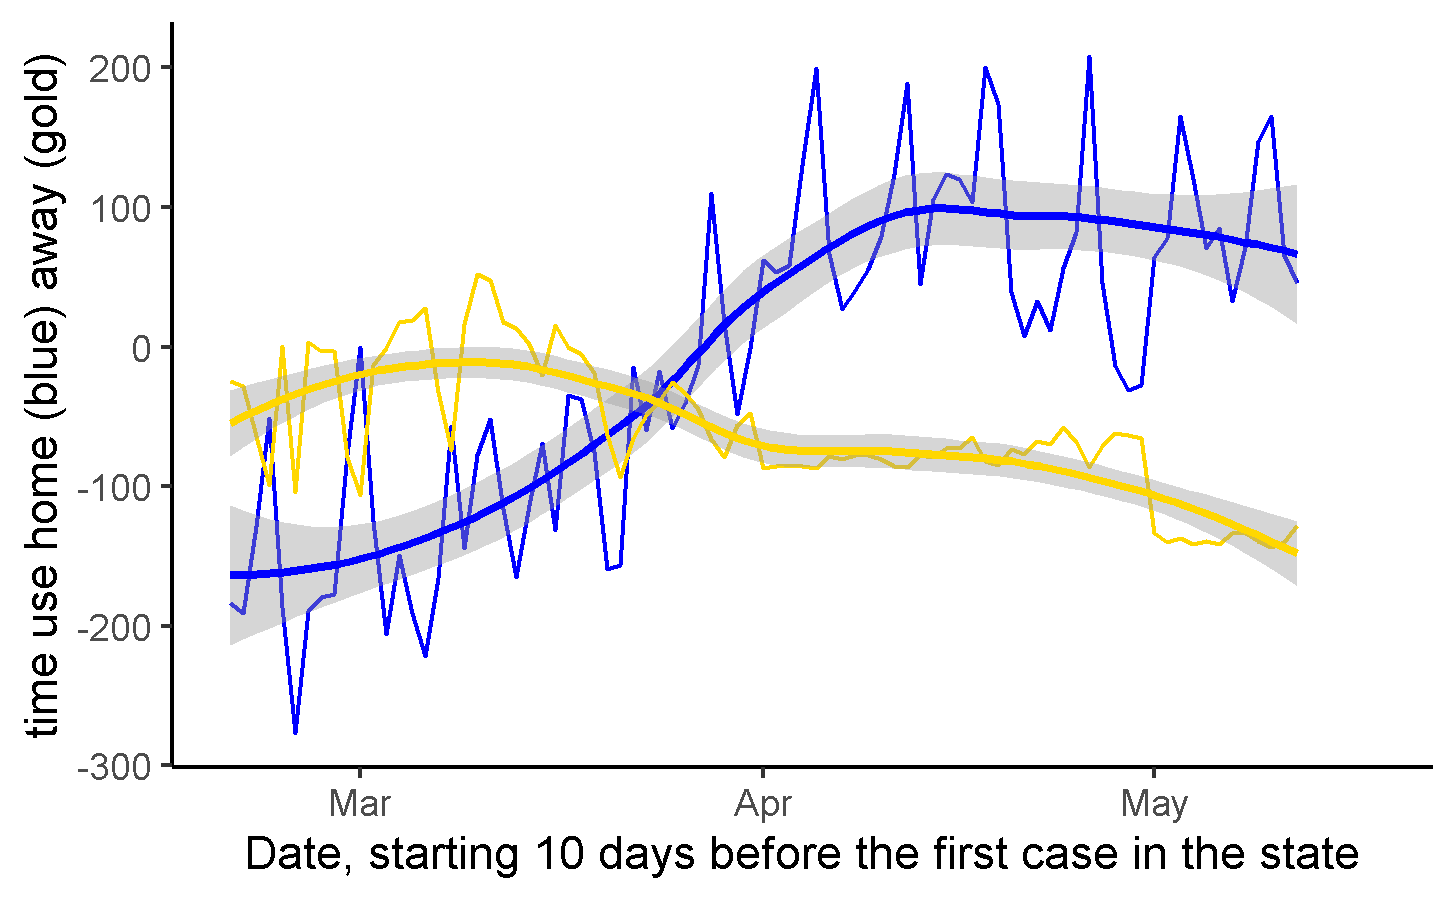 time use home (blue) away (gold)
200
100
0
-100
-200
-300
Mar
Apr
May
Date, starting 10 days before the first case in the state